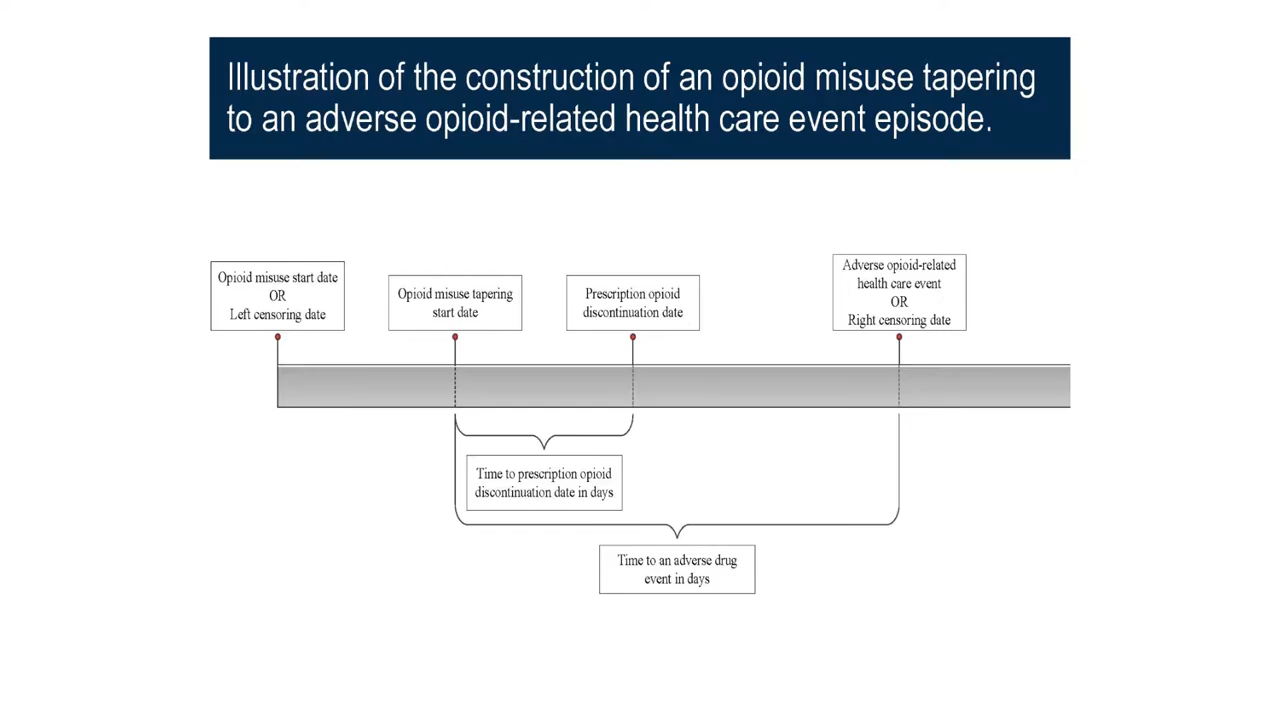 Illustration of the construction of an opioid misuse tapering
to an adverse opioid-related health care event episode.
Opioid misuse start date
OR
Left censoring date
Opioid misuse tapering
start date
Prescription opioid
discontinuation date
Adverse opioid-related
health care event
OR
Right censoring date
Time to prescription opioid
discontinuation date in days
Time to an adverse drug
event in days